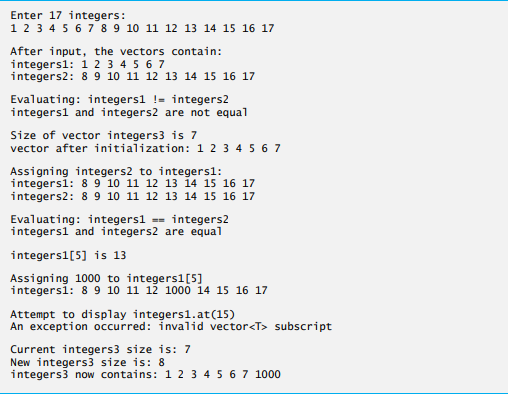 Enter 17 integers:
1 2 3 4 5 6 7 8 9 10 11 12 13 14 15 16 17
After input, the vectors contain:
integers1: 1 2 3 4 5 6 7
integers2: 8 9 10 11 12 13 14 15 16 17
Evaluating: integers1 != integers2
integers1 and integers2 are not equal
Size of vector integers3 is 7
vector after initialization: 1 2 3 4 5 6 7
Assigning integers2 to integers1:
integers1: 8 9 10 11 12 13 14 15 16 17
integers2: 8 9 10 11 12 13 14 15 16 17
Evaluating: integers1 == integers2
integers1 and integers2 are equal
integers1[5] is 13
Assigning 1000 to integers1[5]
integers1: 8 9 10 11 12 1000 14 15 16 17
Attempt to display integers1.at(15)
An exception occurred: invalid vector<T> subscript
Current integers3 size is: 7
New integers3 size is: 8
integers3 now contains: 1 2 3 4 5 6 7 1000